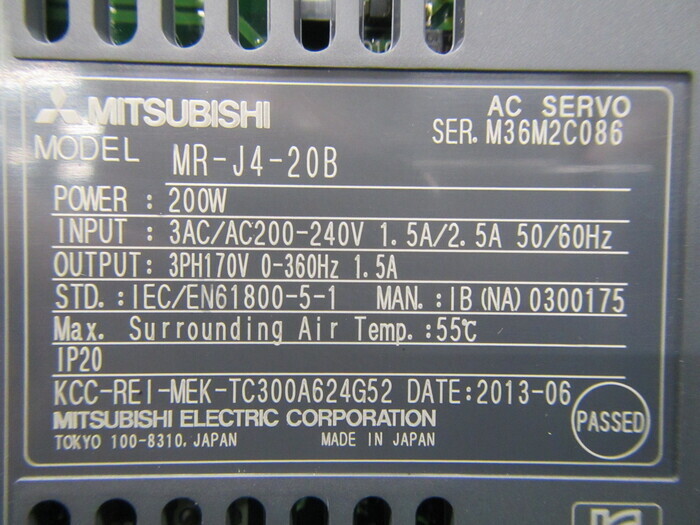 MITSUBISHI AC SERVO
SER. M36M2C086
MODEL MR-J4-20B
POWER : 200W
INPUT : 3AC/AC200-240V 1.5A/2.5A 50/60Hz
OUTPUT: 3PH170V 0-360Hz 1.5A
STD.: IEC/EN61800-5-1 MAN.: IB(NA)0300175
Max. Surrounding Air Temp.:55℃
IP20
KCC-REI-MEK-TC300A624G52 DATE:2013-06
PASSED
MITSUBISHI ELECTRIC CORPORATION
TOKYO 100-8310, JAPAN MADE IN JAPAN